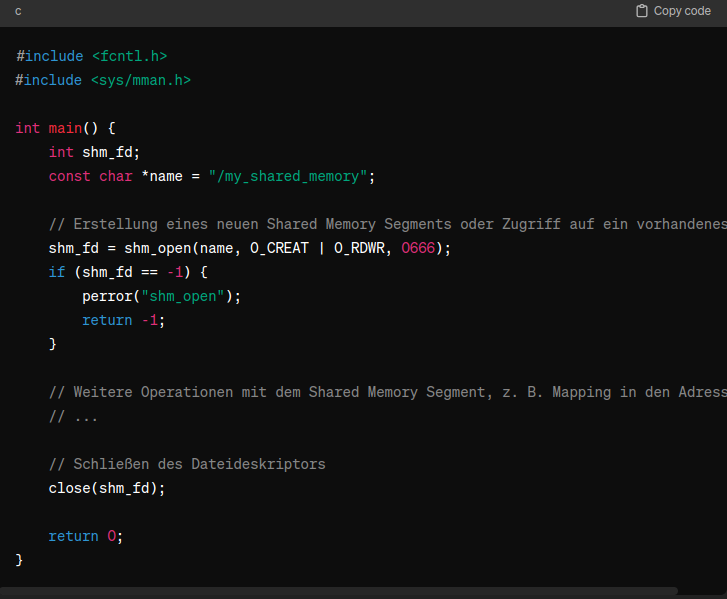 c
Copy code
#include <fcntl.h>
#include <sys/mman.h>
int main() {
int shm_fd;
const char *name = "/my_shared_memory";
// Erstellung eines neuen Shared Memory Segments oder Zugriff auf ein vorhandenes
shm_fd = shm_open(name, O_CREAT | O_RDWR, 0666);
if (shm_fd == -1) {
perror("shm_open");
return -1;
}
// Weitere Operationen mit dem Shared Memory Segment, z. B. Mapping in den Adress
// ...
// Schließen des Dateideskriptors
close(shm_fd);
return 0;
}